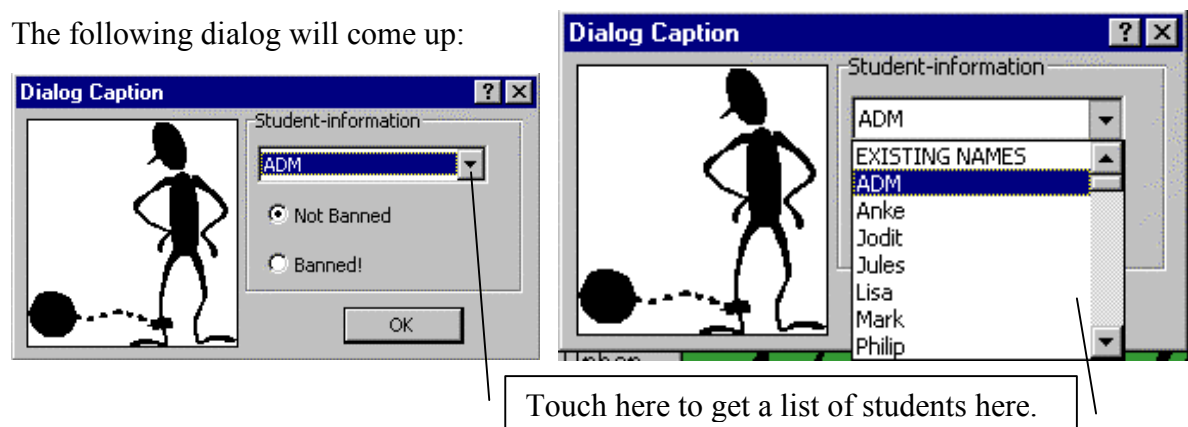 The following dialog will come up:
Dialog Caption
Student-information
ADM
Not Banned
Banned!
OK
Dialog Caption
Student-information
ADM
EXISTING NAMES
ADM
Anke
Jodit
Jules
Lisa
Mark
Philip
Touch here to get a list of students here.